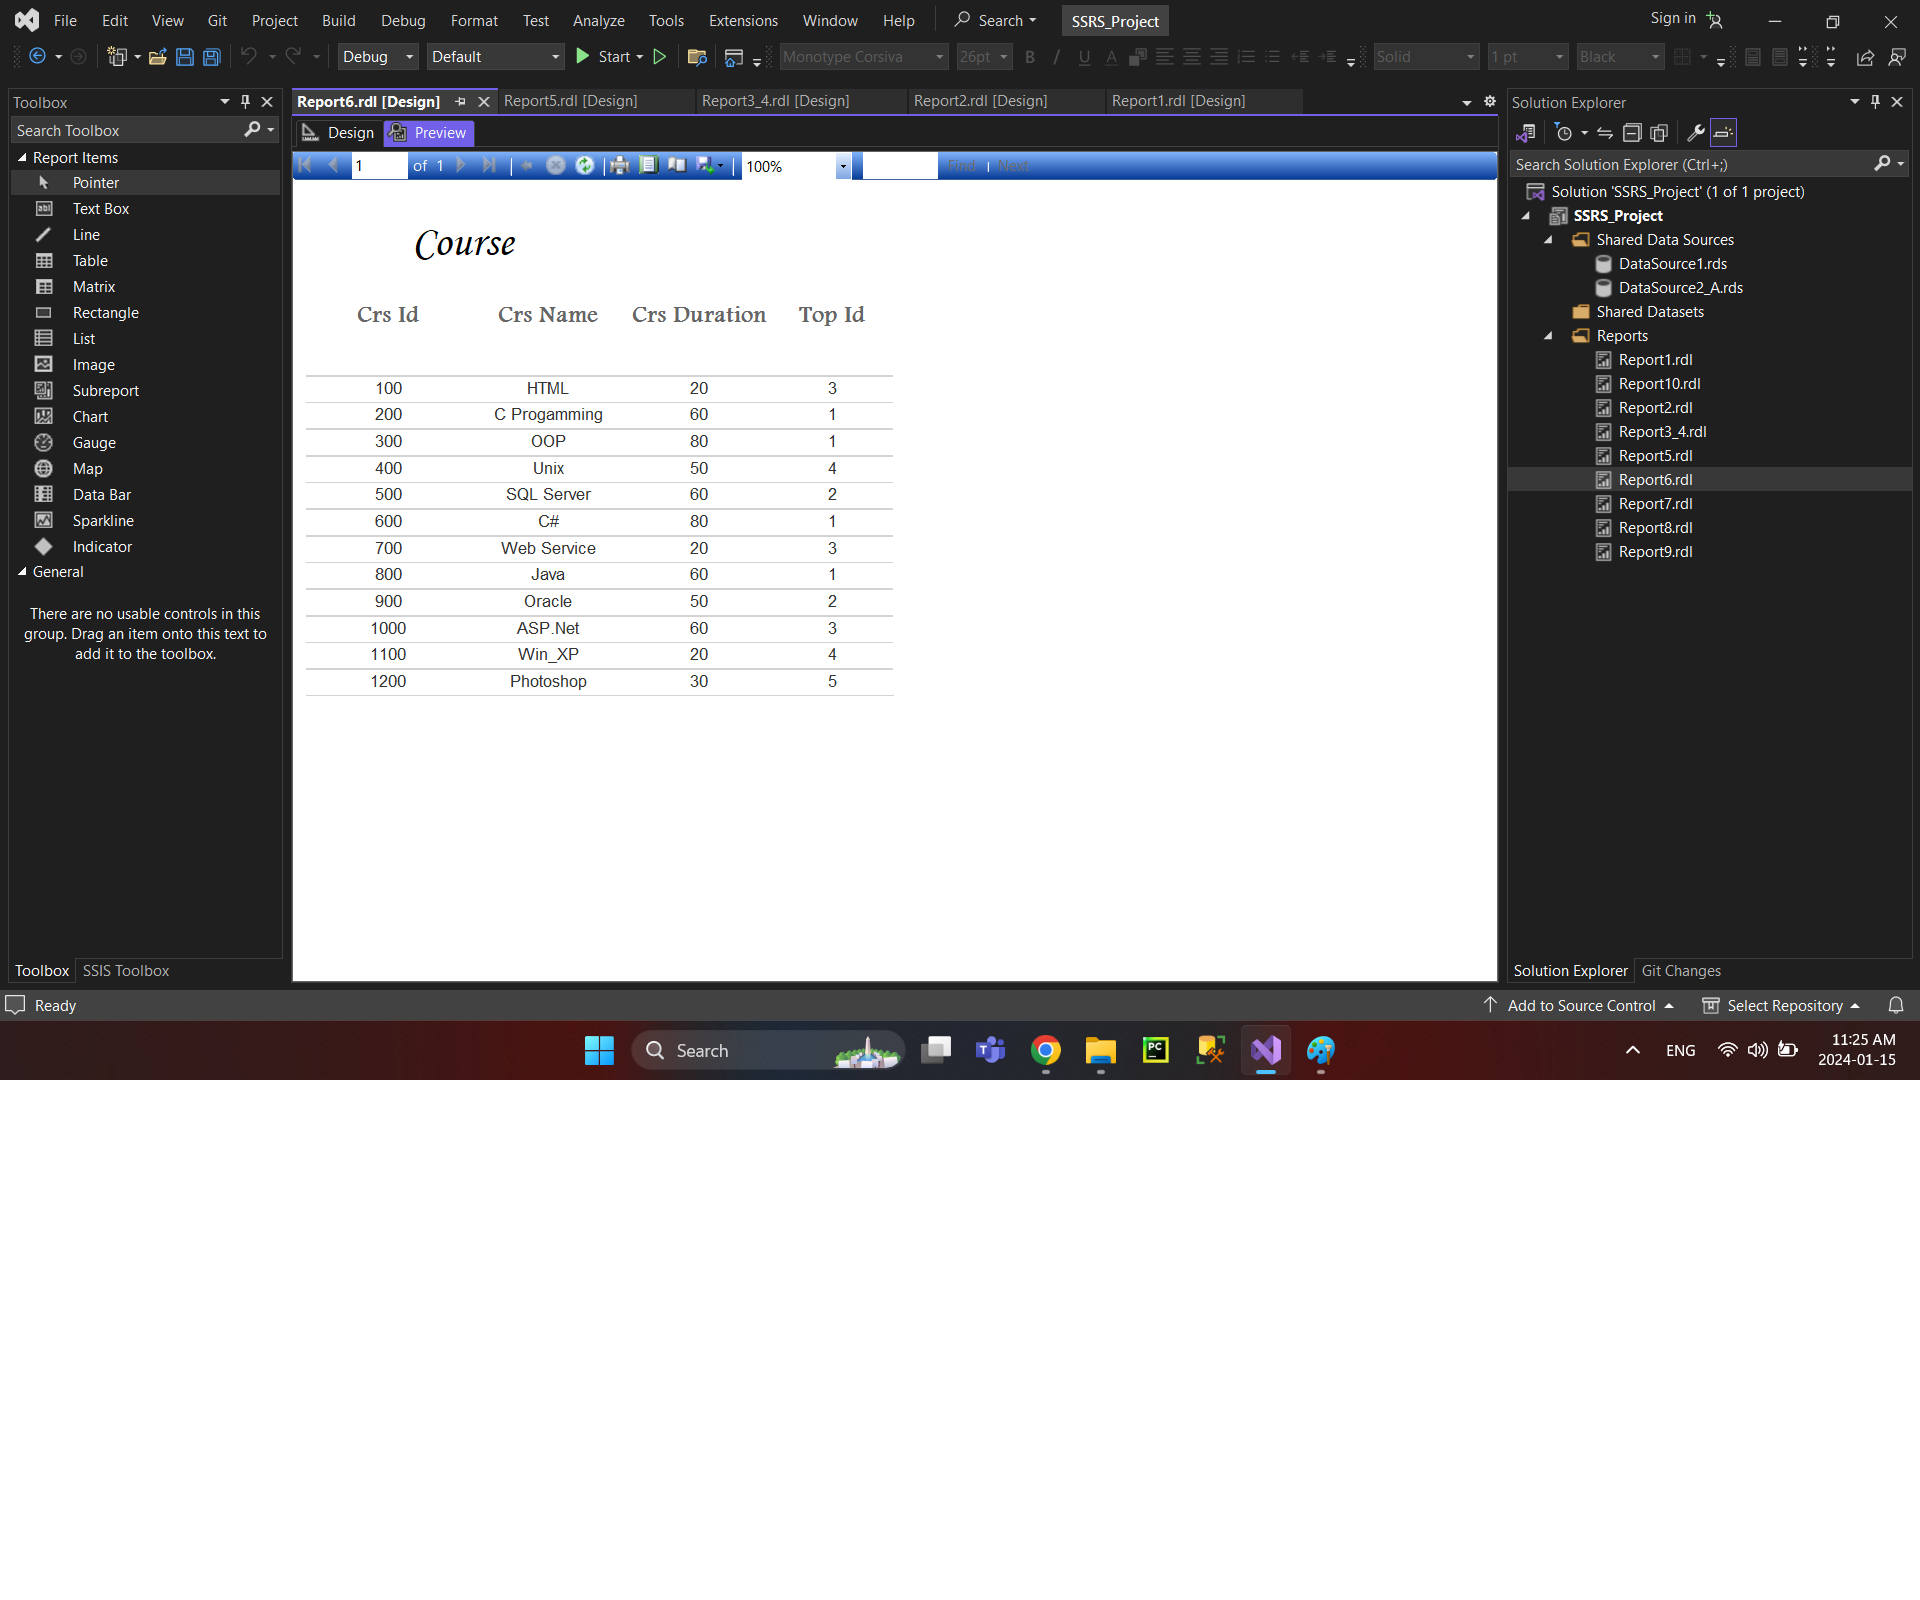 File Edit View Git Project Build Debug Format Test Analyze Tools Extensions Window Help Search SSRS_Project Sign in
Debug Default Start Monotype Corsiva 26pt B I U A Solid 1 pt Black
Toolbox
Search Toolbox
Report Items
Pointer
Text Box
Line
Table
Matrix
Rectangle
List
Image
Subreport
Chart
Gauge
Map
Data Bar
Sparkline
Indicator
General
There are no usable controls in this
group. Drag an item onto this text to
add it to the toolbox.
Toolbox SSIS Toolbox
Report6.rdl [Design] Report5.rdl [Design] Report3_4.rdl [Design] Report2.rdl [Design] Report1.rdl [Design]
Design Preview
1 of 1 100% Find | Next
Course
Crs Id Crs Name Crs Duration Top Id
100 HTML 20 3
200 C Progamming 60 1
300 OOP 80 1
400 Unix 50 4
500 SQL Server 60 2
600 C# 80 1
700 Web Service 20 3
800 Java 60 1
900 Oracle 50 2
1000 ASP.Net 60 3
1100 Win_XP 20 4
1200 Photoshop 30 5
Solution Explorer
Search Solution Explorer (Ctrl+;)
Solution 'SSRS_Project' (1 of 1 project)
SSRS_Project
Shared Data Sources
DataSource1.rds
DataSource2_A.rds
Shared Datasets
Reports
Report1.rdl
Report10.rdl
Report2.rdl
Report3_4.rdl
Report5.rdl
Report6.rdl
Report7.rdl
Report8.rdl
Report9.rdl
Solution Explorer Git Changes
Ready Add to Source Control Select Repository
Search PC ENG 11:25 AM
2024-01-15